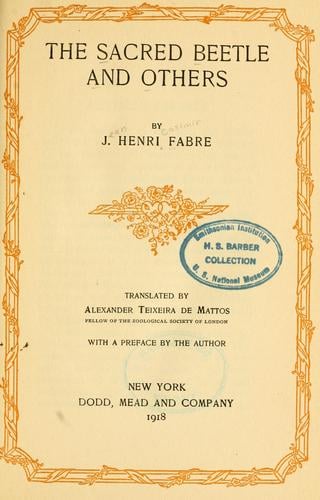 THE SACRED BEETLE
AND OTHERS
BY
ean Casimir
J. HENRI FABRE
Smithsonian Institution
H. S. BARBER
COLLECTION
U. S. National Museum
TRANSLATED BY
ALEXANDER TEIXEIRA DE MATTOS
FELLOW OF THE ZOOLOGICAL SOCIETY OF LONDON
WITH A PREFACE BY THE AUTHOR
NEW YORK
DODD, MEAD AND COMPANY
1918